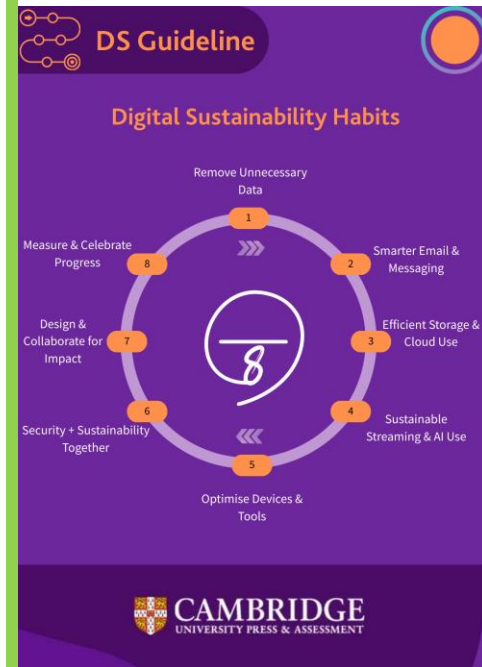 DS Guideline
Digital Sustainability Habits
Remove Unnecessary
Data
1
2
Smarter Email &
Messaging
3
Efficient Storage &
Cloud Use
4
Sustainable
Streaming & AI Use
5
Optimise Devices &
Tools
6
Security + Sustainability
Together
7
Design &
Collaborate for
Impact
8
Measure & Celebrate
Progress
8
CAMBRIDGE
UNIVERSITY PRESS & ASSESSMENT